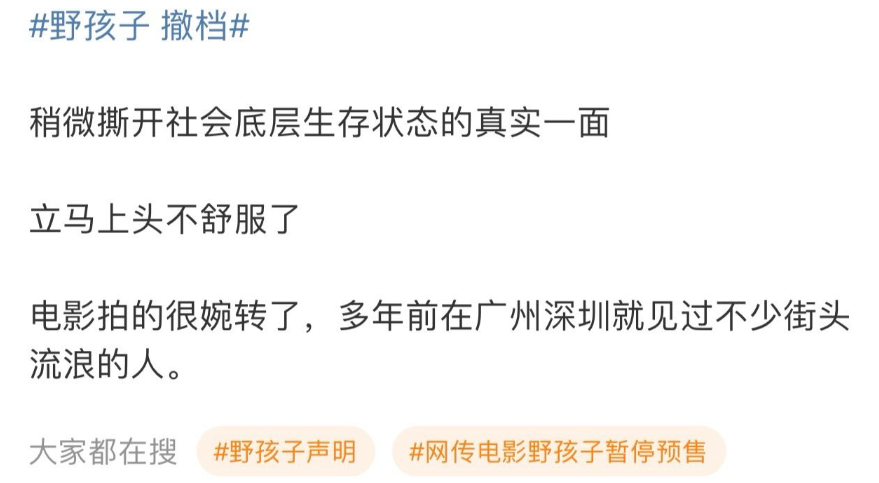 #野孩子 撤档#
稍微撕开社会底层生存状态的真实一面
立马上头不舒服了
电影拍的很婉转了，多年前在广州深圳就见过不少街头
流浪的人。
大家都在搜 #野孩子声明 #网传电影野孩子暂停预售